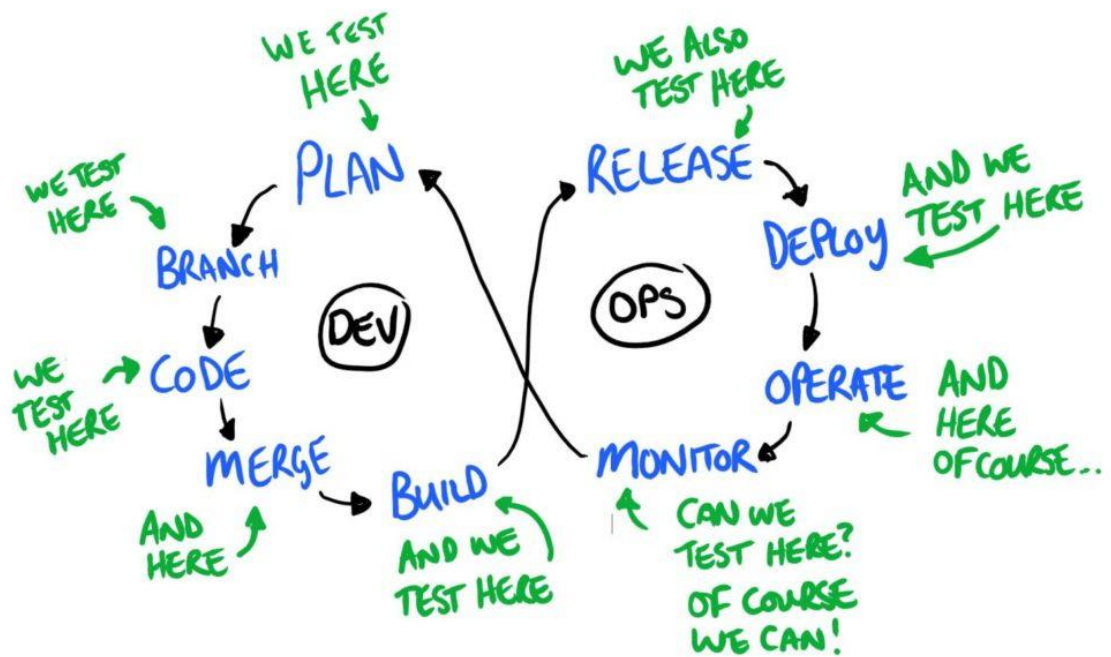 WE TEST
HERE
PLAN
WE TEST
HERE
BRANCH
WE
TEST
HERE
CODE
DEV
MERGE
AND
HERE
BUILD
AND WE
TEST HERE
WE ALSO
TEST HERE
RELEASE
AND WE
TEST HERE
DEPLOY
OPS
OPERATE
AND
HERE
OF COURSE...
MONITOR
CAN WE
TEST HERE?
OF COURSE
WE CAN!